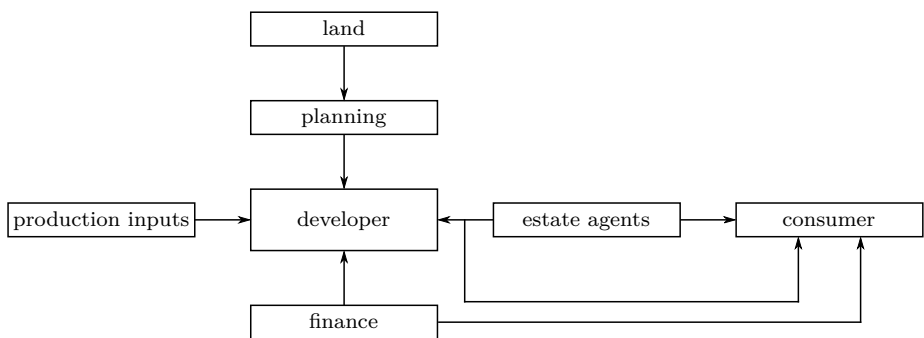 land
planning
production inputs
developer
estate agents
consumer
finance